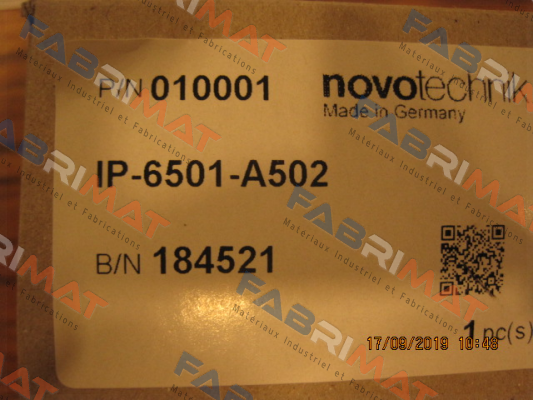 P/N 010001
novotechnik
Made in Germany
IP-6501-A502
B/N 184521
1 pc(s)
17/09/2019 10:48
FABRIMAT
Materiaux Industriel et Fabrications